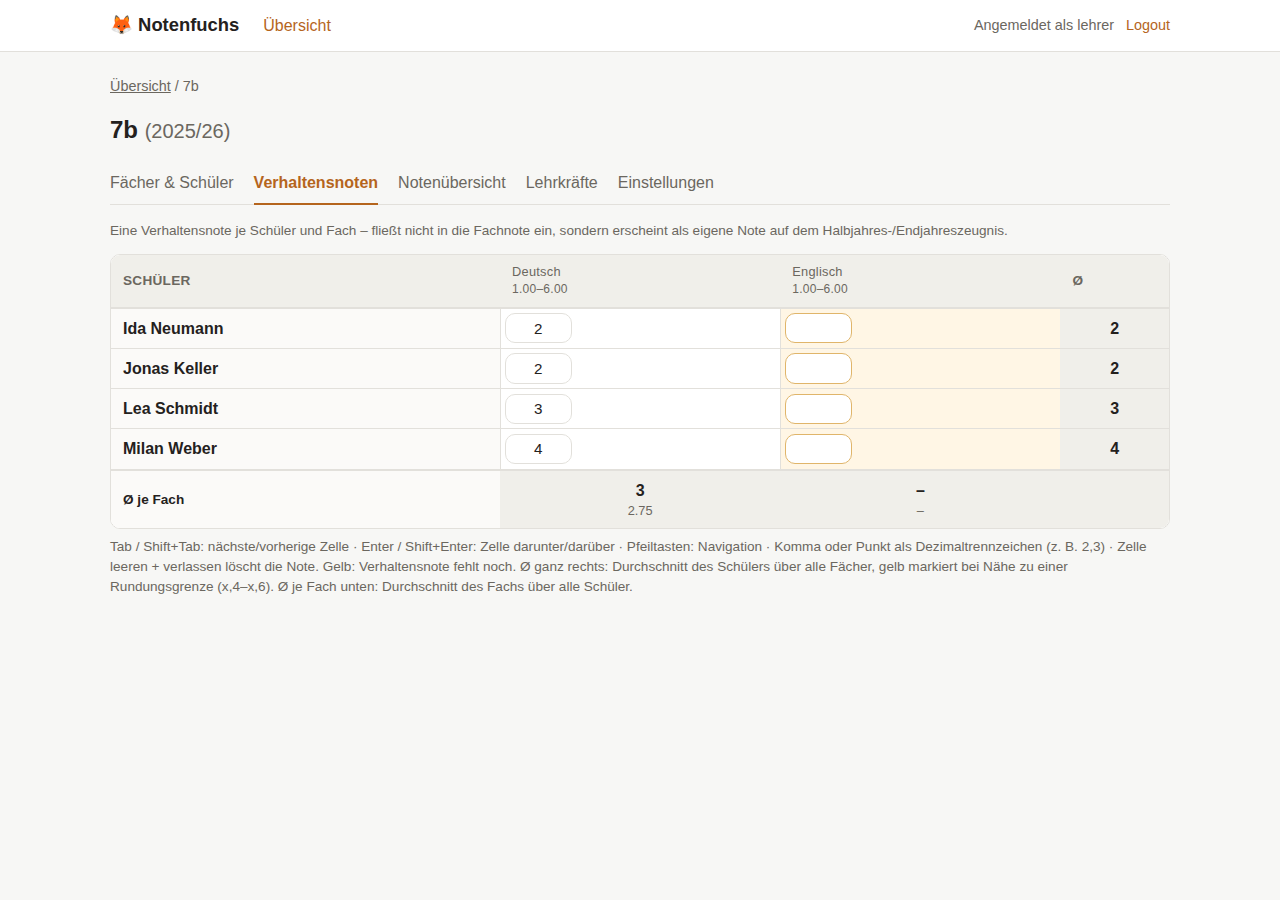 🦊 Notenfuchs Übersicht Angemeldet als lehrer Logout
Übersicht / 7b
7b (2025/26)
Fächer & Schüler Verhaltensnoten Notenübersicht Lehrkräfte Einstellungen
Eine Verhaltensnote je Schüler und Fach – fließt nicht in die Fachnote ein, sondern erscheint als eigene Note auf dem Halbjahres-/Endjahreszeugnis.
SCHÜLER Deutsch Englisch Ø
1.00–6.00 1.00–6.00
Ida Neumann 2 2
Jonas Keller 2 2
Lea Schmidt 3 3
Milan Weber 4 4
Ø je Fach 3 –
2.75 –
Tab / Shift+Tab: nächste/vorherige Zelle · Enter / Shift+Enter: Zelle darunter/darüber · Pfeiltasten: Navigation · Komma oder Punkt als Dezimaltrennzeichen (z. B. 2,3) · Zelle
leeren + verlassen löscht die Note. Gelb: Verhaltensnote fehlt noch. Ø ganz rechts: Durchschnitt des Schülers über alle Fächer, gelb markiert bei Nähe zu einer
Rundungsgrenze (x,4–x,6). Ø je Fach unten: Durchschnitt des Fachs über alle Schüler.